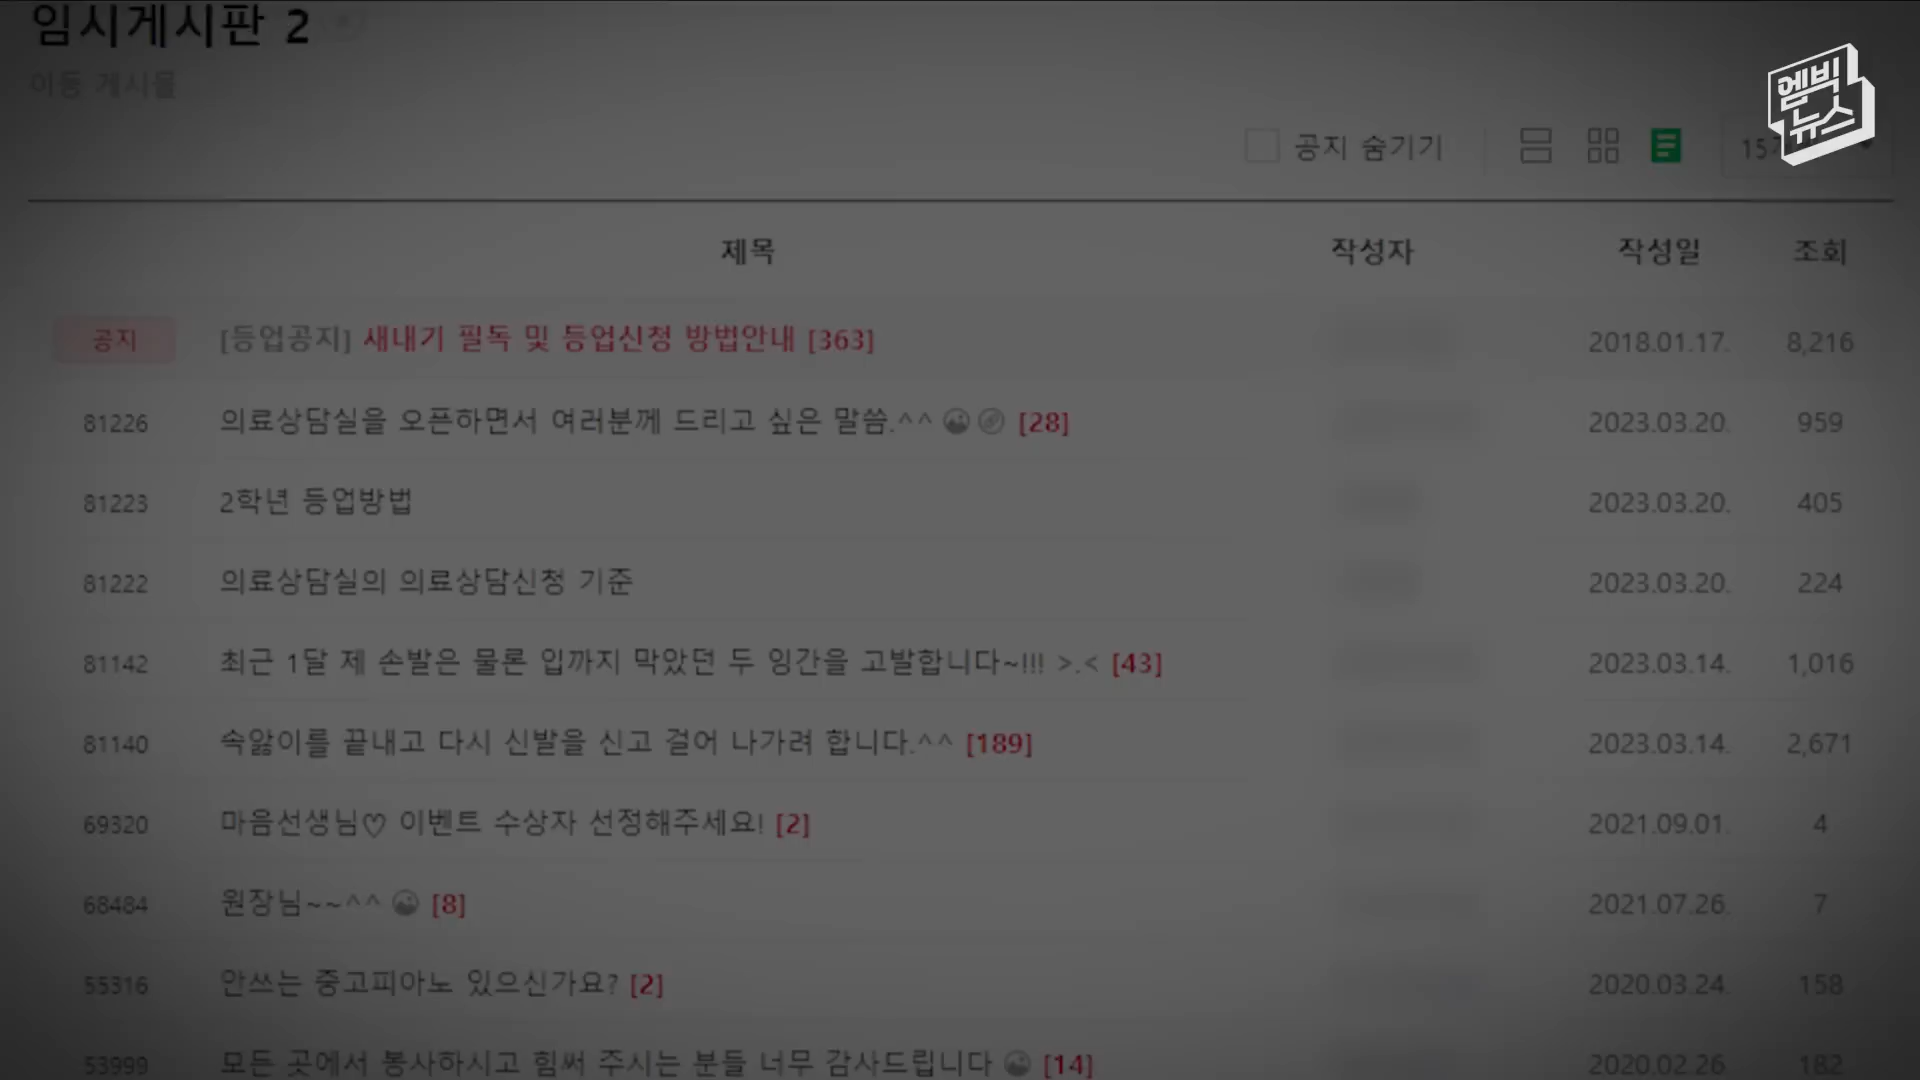 임시게시판 2
이동 게시물
엠빅
뉴스
공지 숨기기
제목 작성자 작성일 조회
공지 [등업공지] 새내기 필독 및 등업신청 방법안내 [363] 2018.01.17. 8,216
81226 의료상담실을 오픈하면서 여러분께 드리고 싶은 말씀.^^ [28] 2023.03.20. 959
81223 2학년 등업방법 2023.03.20. 405
81222 의료상담실의 의료상담신청 기준 2023.03.20. 224
81142 최근 1달 제 손발은 물론 입까지 막았던 두 잉간을 고발합니다~!!! >.< [43] 2023.03.14. 1,016
81140 속앓이를 끝내고 다시 신발을 신고 걸어 나가려 합니다.^^ [189] 2023.03.14. 2,671
69320 마음선생님♡ 이벤트 수상자 선정해주세요! [2] 2021.09.01. 4
68484 원장님~~^^ [8] 2021.07.26. 7
55316 안쓰는 중고피아노 있으신가요? [2] 2020.03.24. 158
53999 모든 곳에서 봉사하시고 힘써 주시는 분들 너무 감사드립니다 [14] 2020.02.26. 182